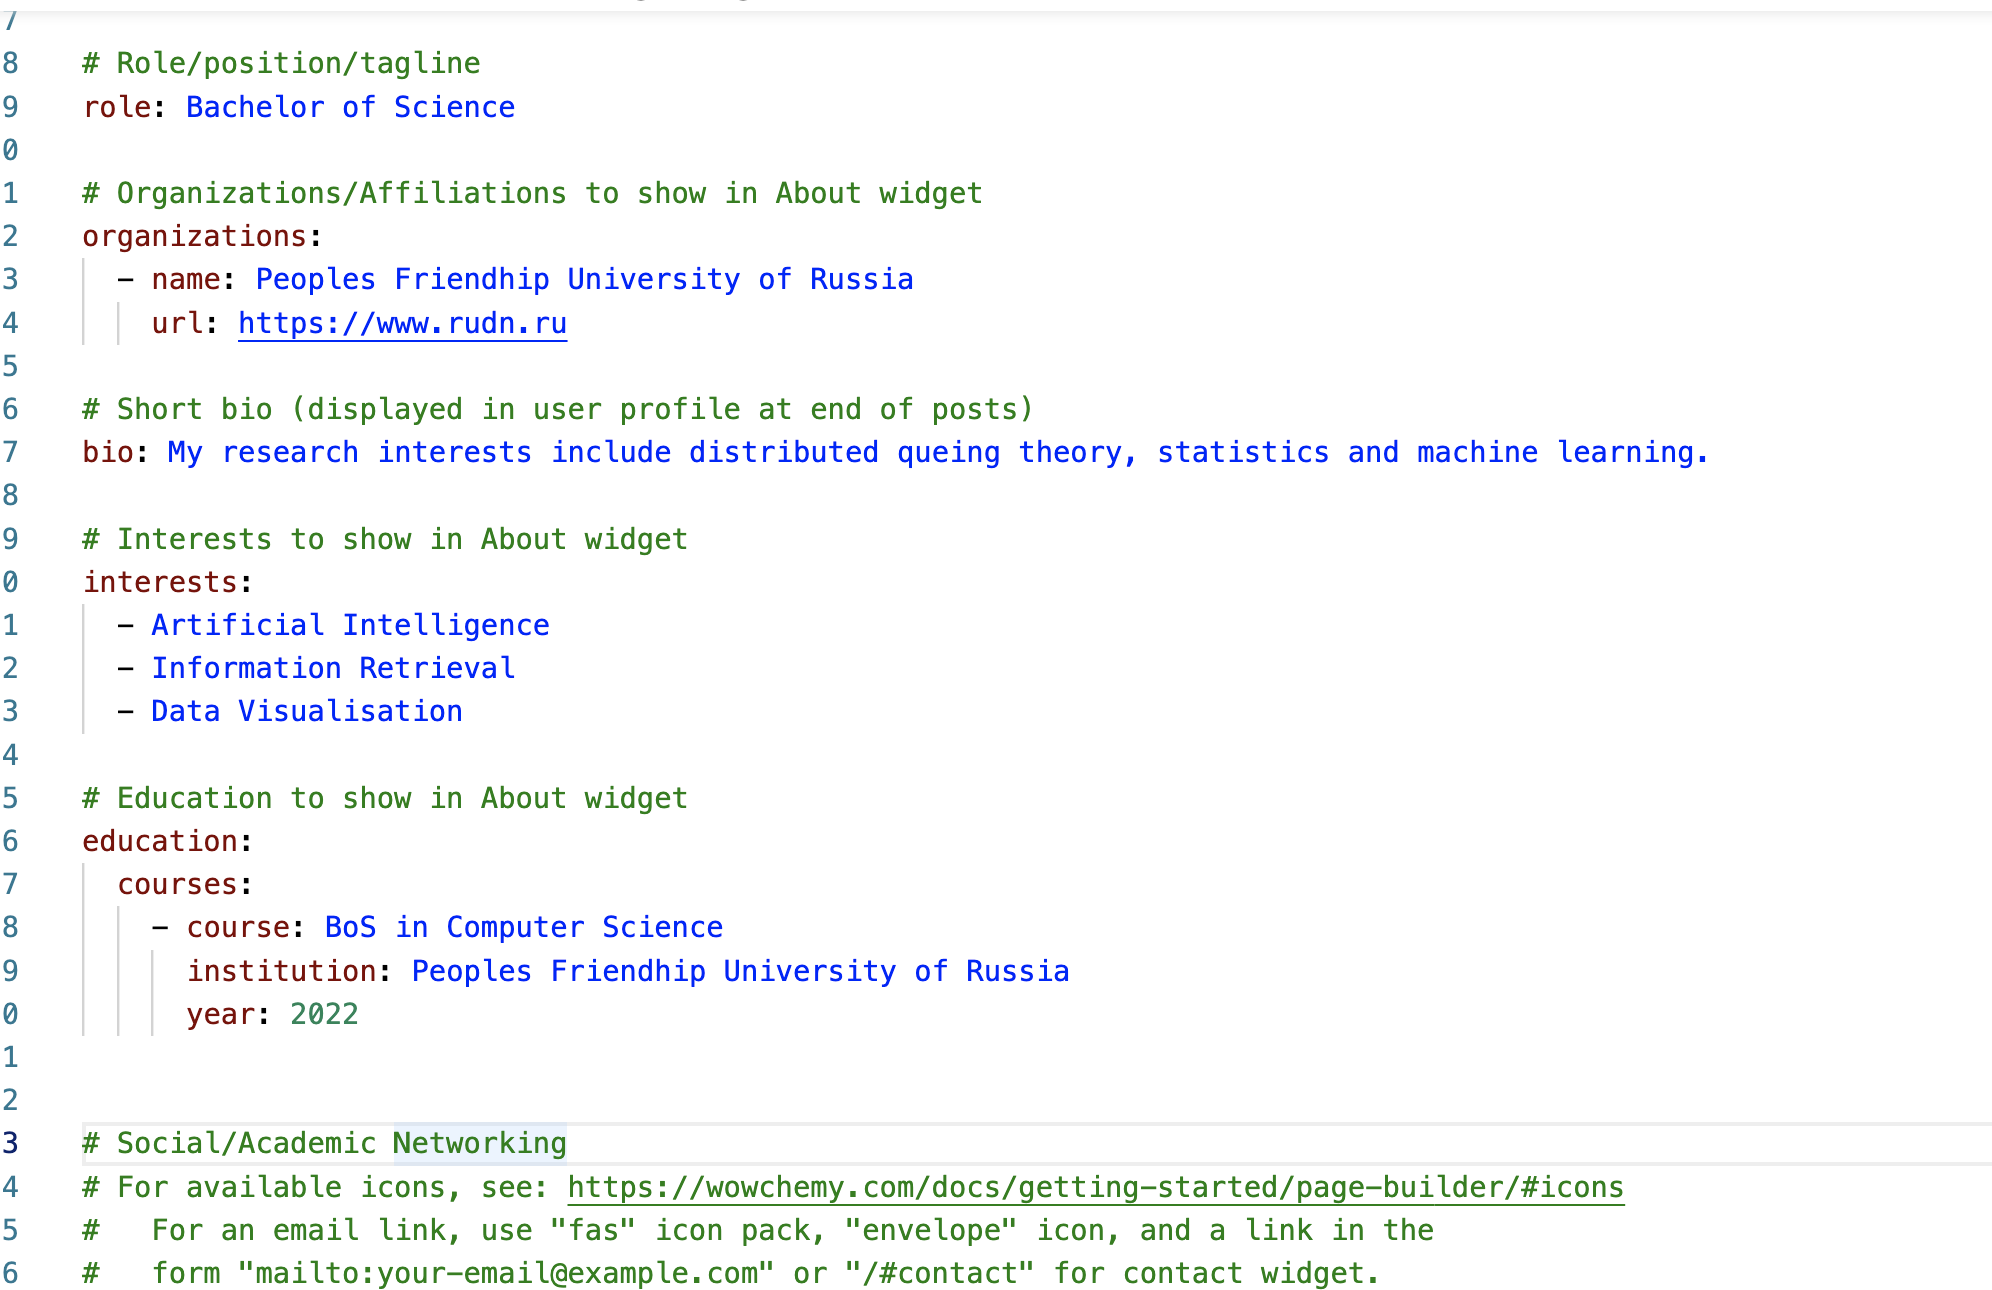 7
8 # Role/position/tagline
9 role: Bachelor of Science
0
1 # Organizations/Affiliations to show in About widget
2 organizations:
3 - name: Peoples Friendhip University of Russia
4 url: https://www.rudn.ru
5
6 # Short bio (displayed in user profile at end of posts)
7 bio: My research interests include distributed queing theory, statistics and machine learning.
8
9 # Interests to show in About widget
0 interests:
1 - Artificial Intelligence
2 - Information Retrieval
3 - Data Visualisation
4
5 # Education to show in About widget
6 education:
7 courses:
8 - course: BoS in Computer Science
9 institution: Peoples Friendhip University of Russia
0 year: 2022
1
2
3 # Social/Academic Networking
4 # For available icons, see: https://wowchemy.com/docs/getting-started/page-builder/#icons
5 # For an email link, use "fas" icon pack, "envelope" icon, and a link in the
6 # form "mailto:your-email@example.com" or "/#contact" for contact widget.